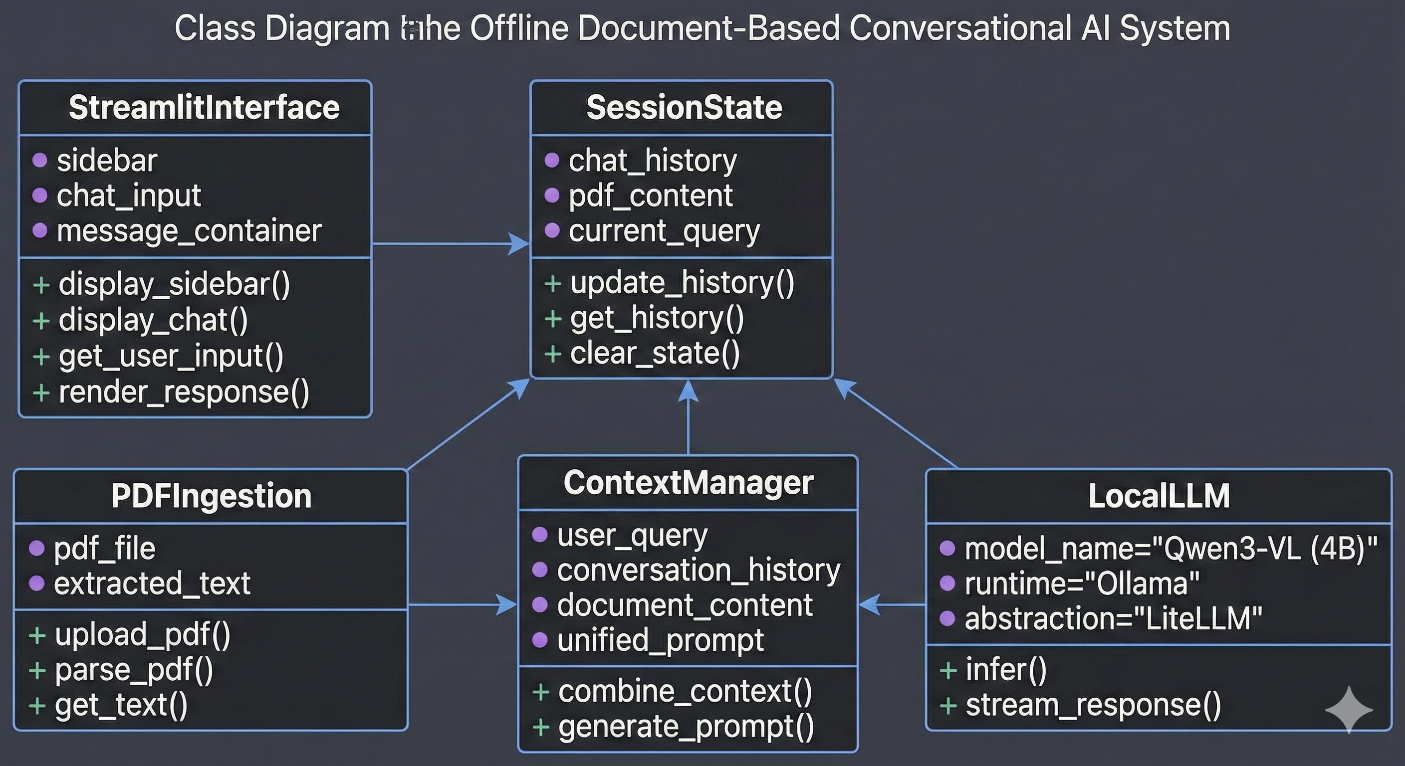 Class Diagram the Offline Document-Based Conversational AI System
StreamlitInterface
sidebar
chat_input
message_container
+ display_sidebar()
+ display_chat()
+ get_user_input()
+ render_response()
SessionState
chat_history
pdf_content
current_query
+ update_history()
+ get_history()
+ clear_state()
PDFIngestion
pdf_file
extracted_text
+ upload_pdf()
+ parse_pdf()
+ get_text()
ContextManager
user_query
conversation_history
document_content
unified_prompt
+ combine_context()
+ generate_prompt()
LocalLLM
model_name="Qwen3-VL (4B)"
runtime="Ollama"
abstraction="LiteLLM"
+ infer()
+ stream_response()